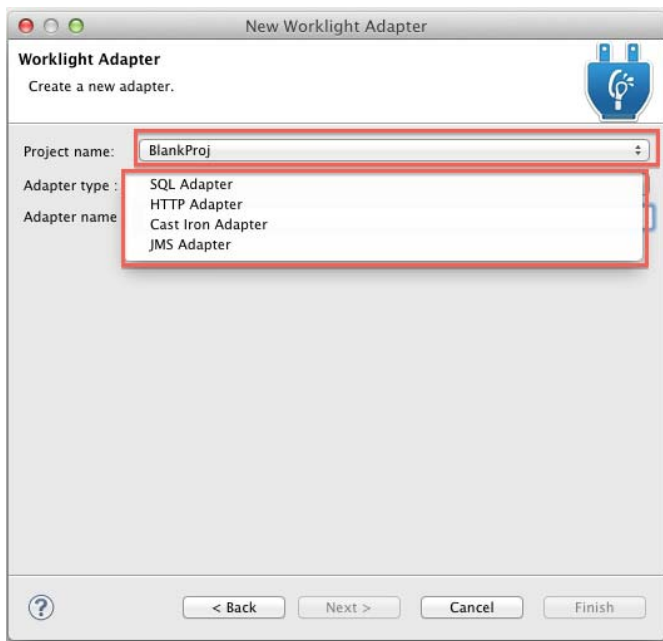 New Worklight Adapter
Worklight Adapter
Create a new adapter.
Project name: BlankProj
Adapter type :
SQL Adapter
HTTP Adapter
Adapter name
Cast Iron Adapter
JMS Adapter
? < Back Next > Cancel Finish